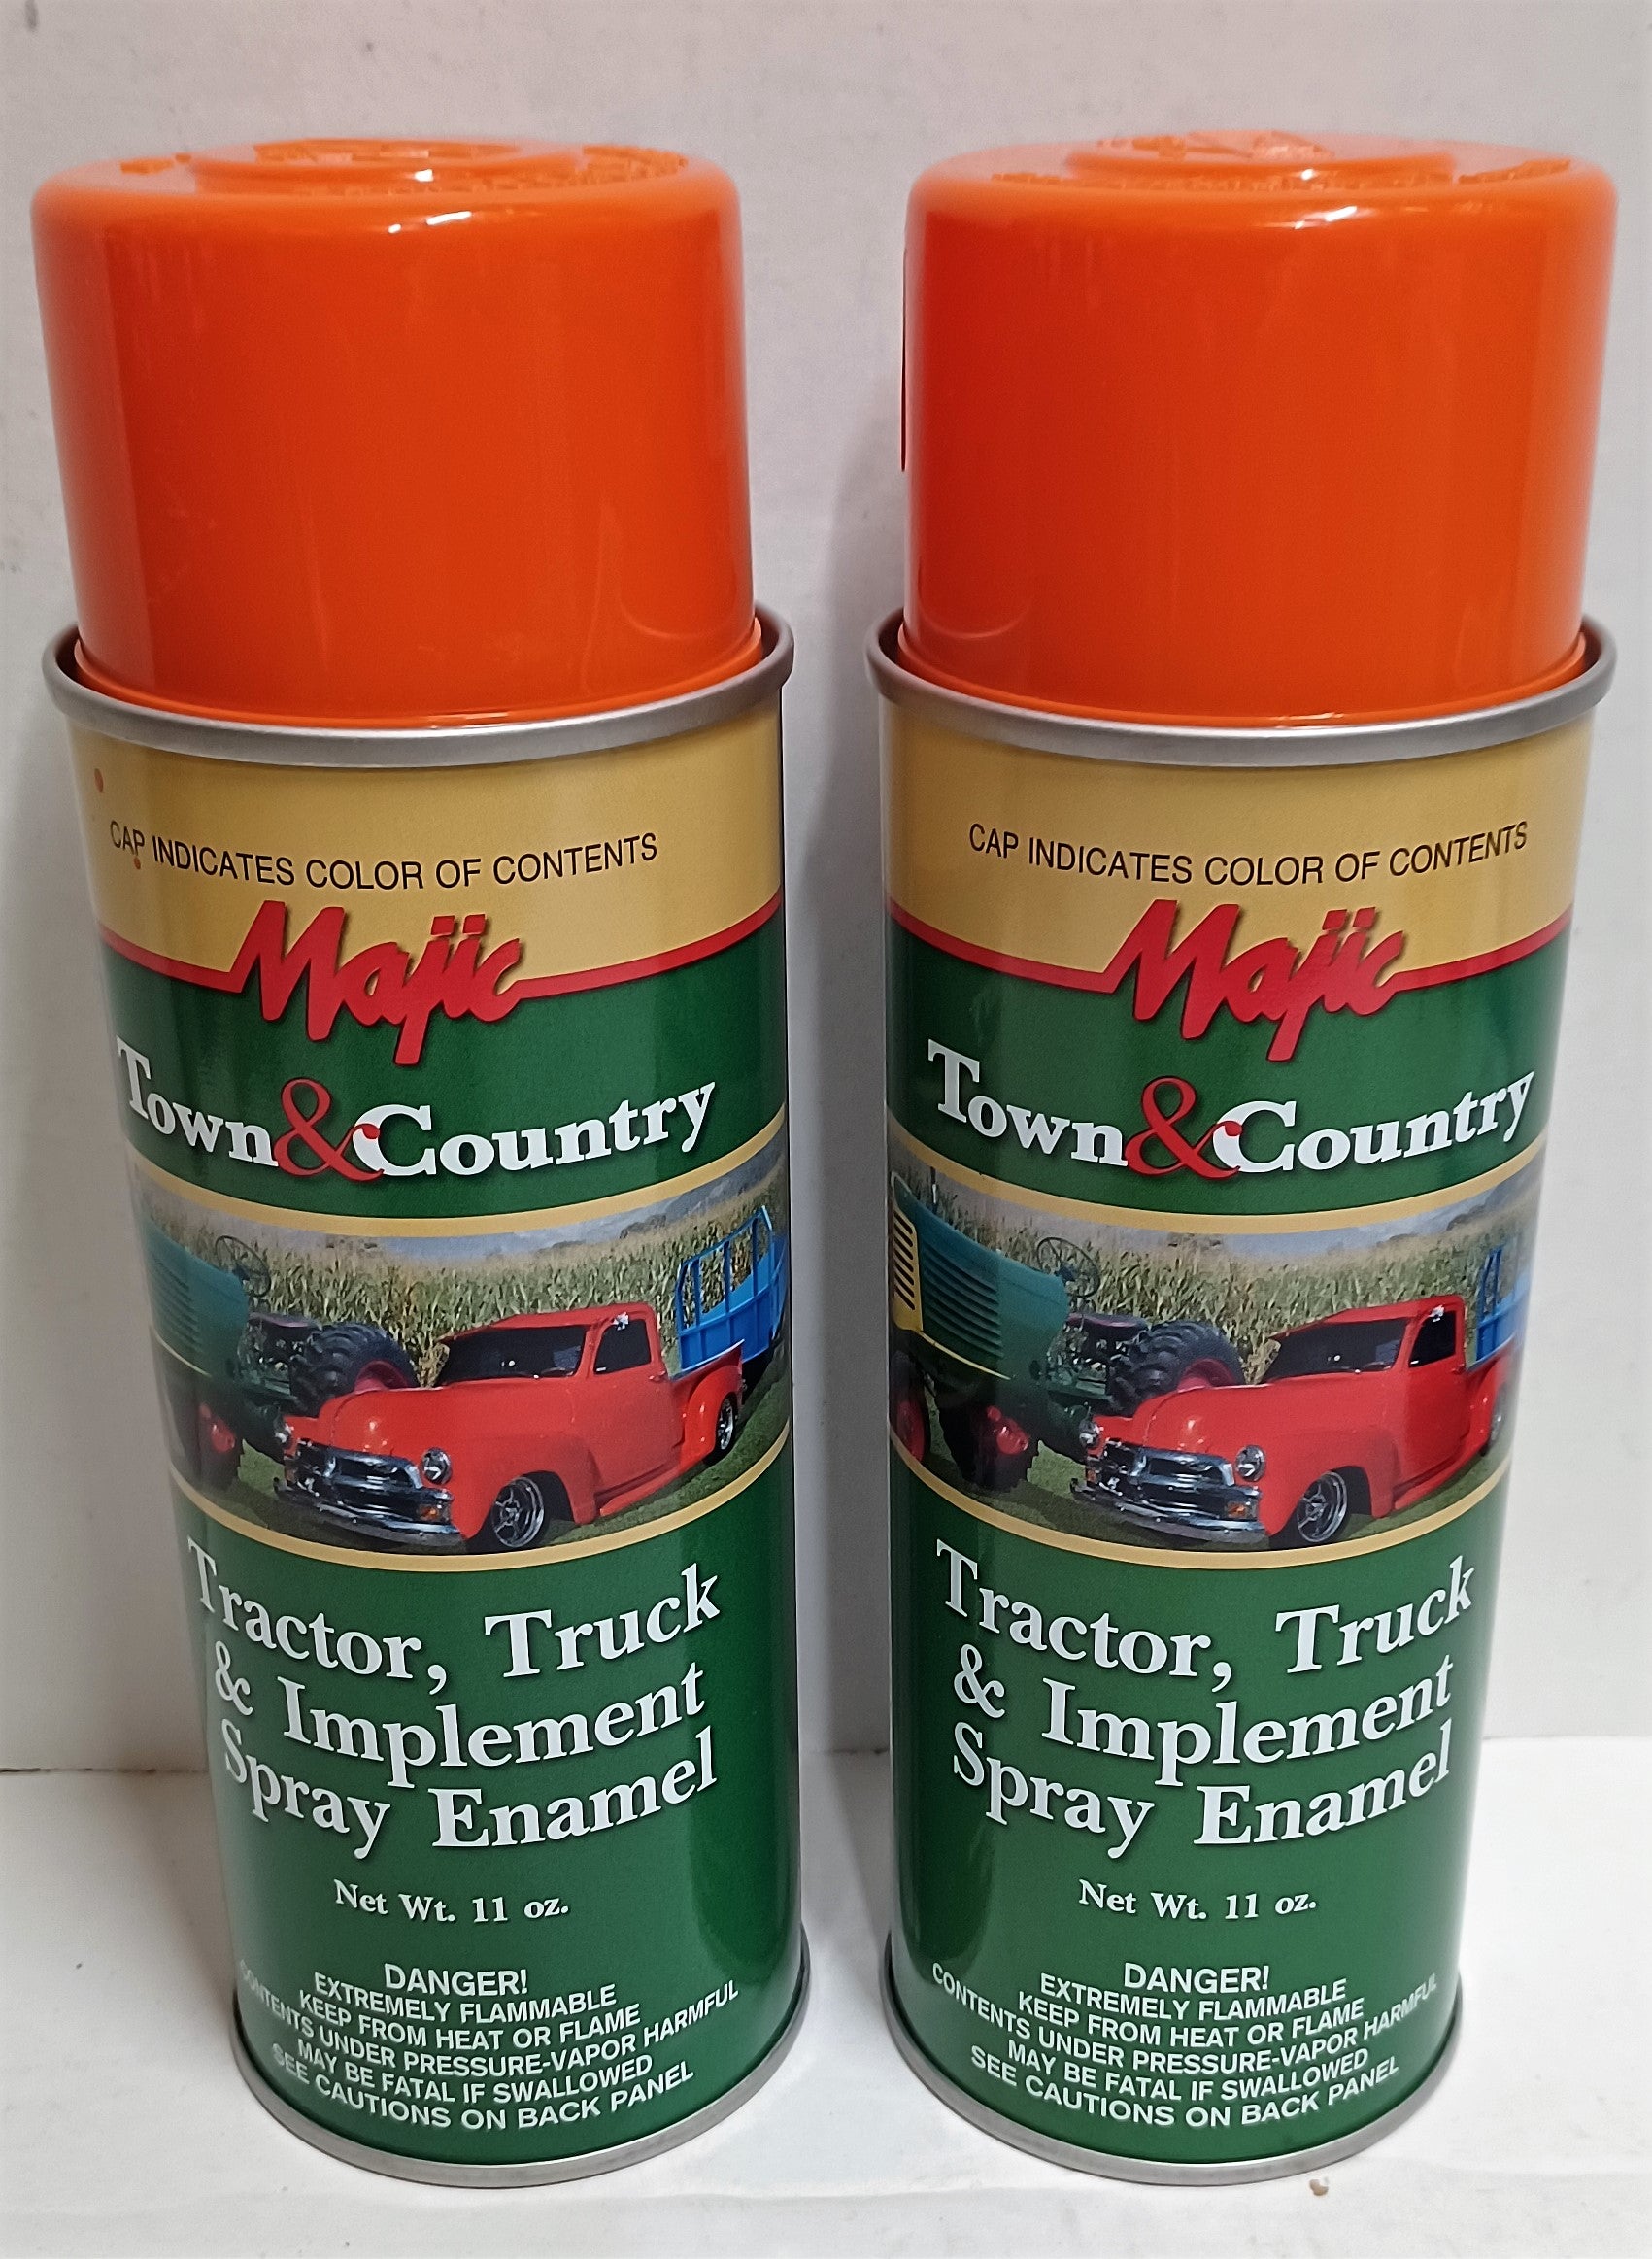 CAP INDICATES COLOR OF CONTENTS
Majic
Town & Country
Tractor, Truck
& Implement
Spray Enamel
Net Wt. 11 oz.
DANGER!
EXTREMELY FLAMMABLE
KEEP FROM HEAT OR FLAME
CONTENTS UNDER PRESSURE-VAPOR HARMFUL
MAY BE FATAL IF SWALLOWED
SEE CAUTIONS ON BACK PANEL
CAP INDICATES COLOR OF CONTENTS
Majic
Town & Country
Tractor, Truck
& Implement
Spray Enamel
Net Wt. 11 oz.
DANGER!
EXTREMELY FLAMMABLE
KEEP FROM HEAT OR FLAME
CONTENTS UNDER PRESSURE-VAPOR HARMFUL
MAY BE FATAL IF SWALLOWED
SEE CAUTIONS ON BACK PANEL